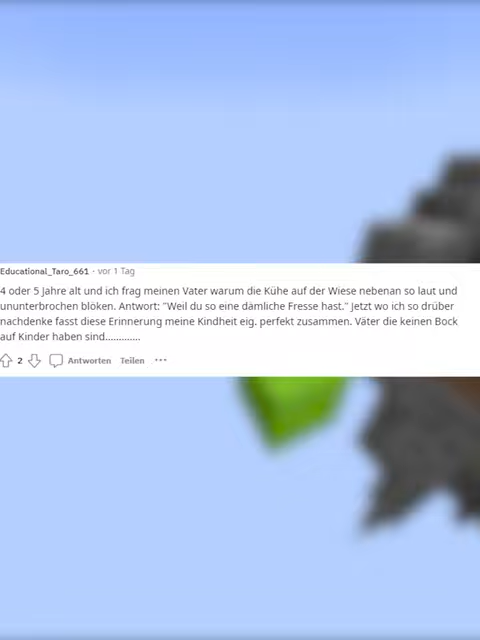 Educational_Taro_661 · vor 1 Tag
4 oder 5 Jahre alt und ich frag meinen Vater warum die Kühe auf der Wiese nebenan so laut und
ununterbrochen blöken. Antwort: "Weil du so eine dämliche Fresse hast." Jetzt wo ich so drüber
nachdenke fasst diese Erinnerung meine Kindheit eig. perfekt zusammen. Väter die keinen Bock
auf Kinder haben sind.............
2 Antworten Teilen ···